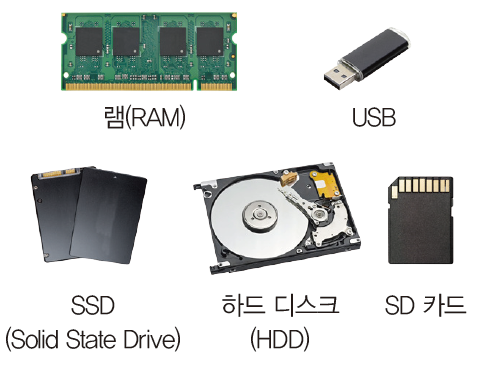 램(RAM)
USB
SSD
(Solid State Drive)
하드 디스크
(HDD)
SD 카드